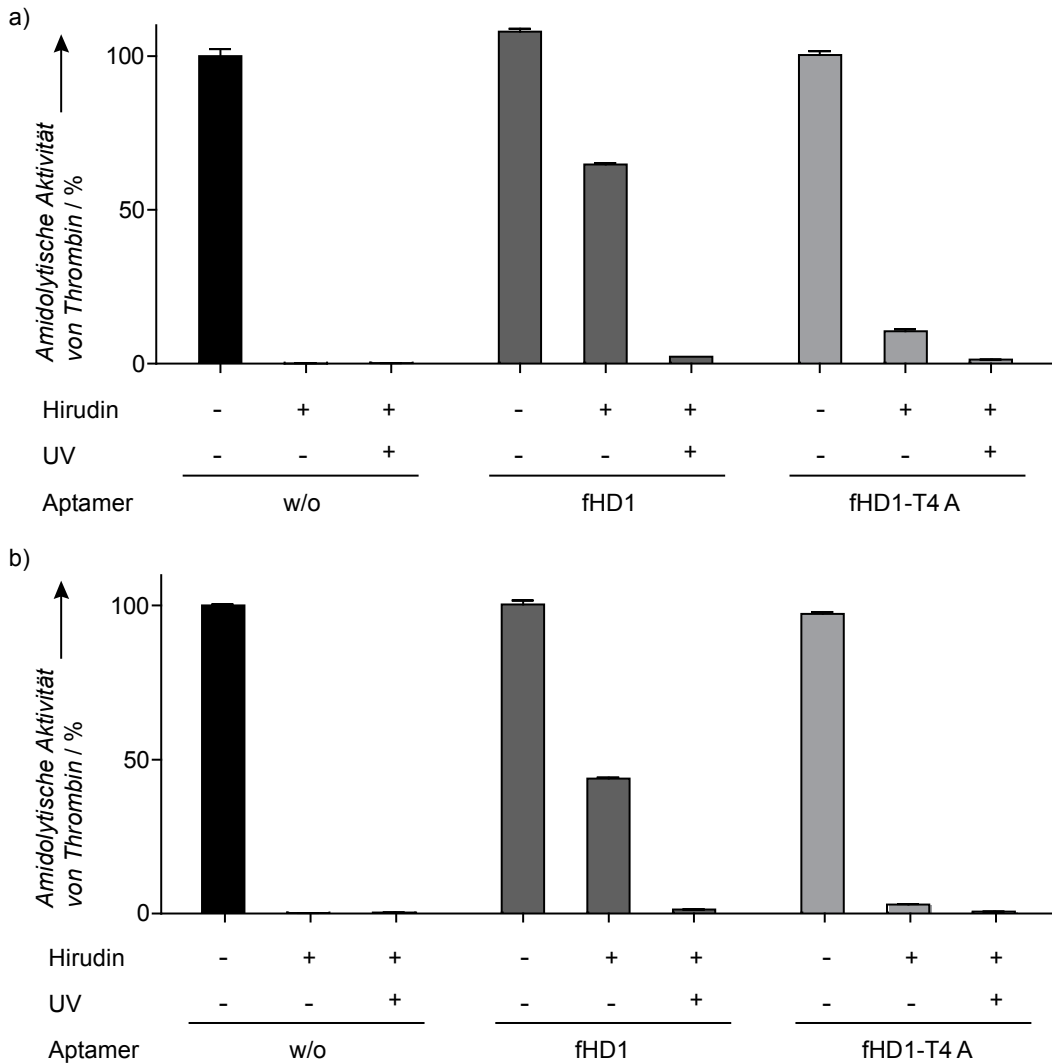 a)
Amidolytische Aktivität
von Thrombin / %
100
50
0
Hirudin - + + - + + - + +
UV - - + - - + - - +
Aptamer w/o fHD1 fHD1-T4 A
b)
Amidolytische Aktivität
von Thrombin / %
100
50
0
Hirudin - + + - + + - + +
UV - - + - - + - - +
Aptamer w/o fHD1 fHD1-T4 A